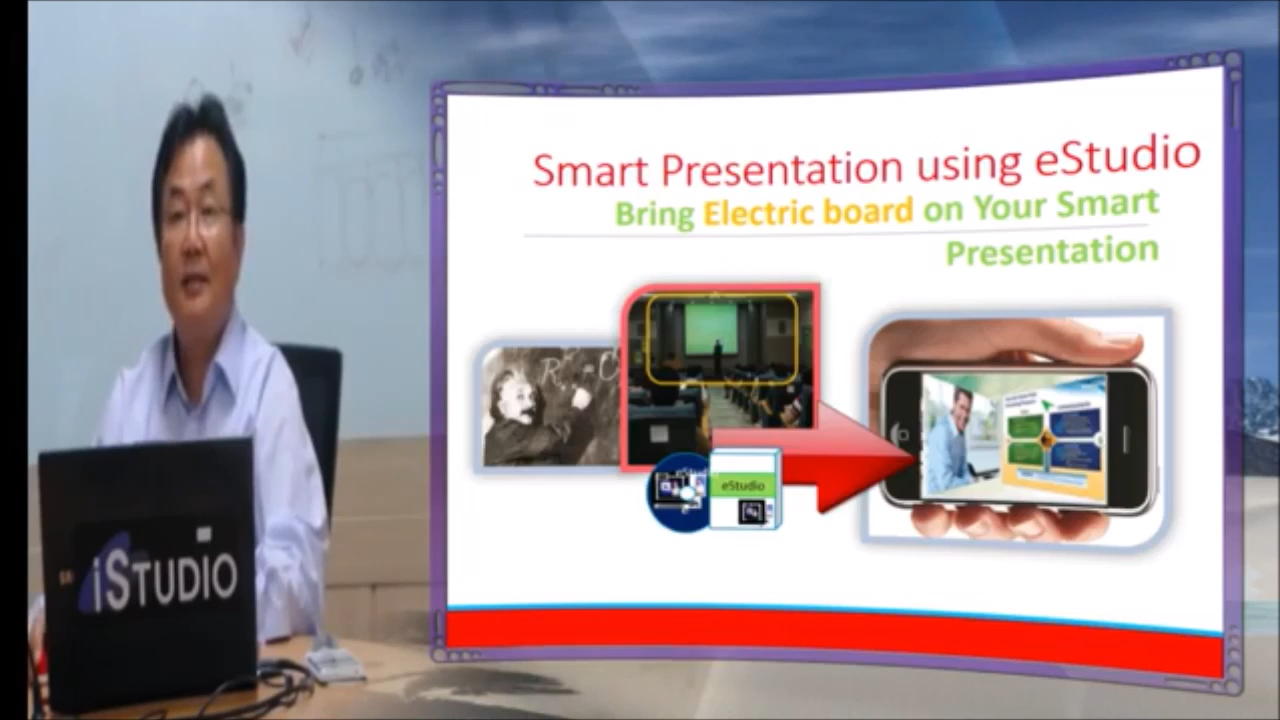 Smart Presentation using eStudio
Bring Electric board on Your Smart
Presentation
eStudio
iSTUDIO